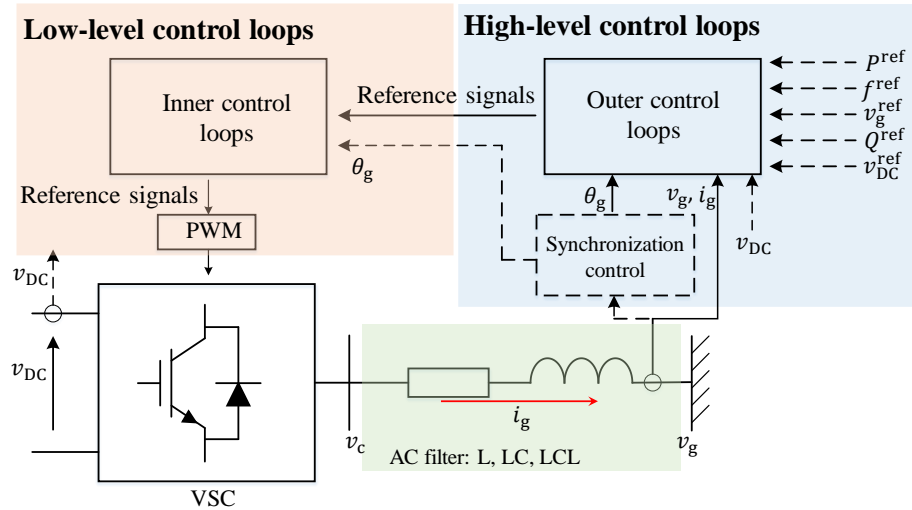 Low-level control loops
High-level control loops
Inner control
loops
Reference signals
Outer control
loops
P^ref
f^ref
v_g^ref
Q^ref
v_DC^ref
θ_g
Reference signals
PWM
θ_g
v_g, i_g
v_DC
Synchronization
control
v_DC
v_DC
i_g
v_c
v_g
AC filter: L, LC, LCL
VSC